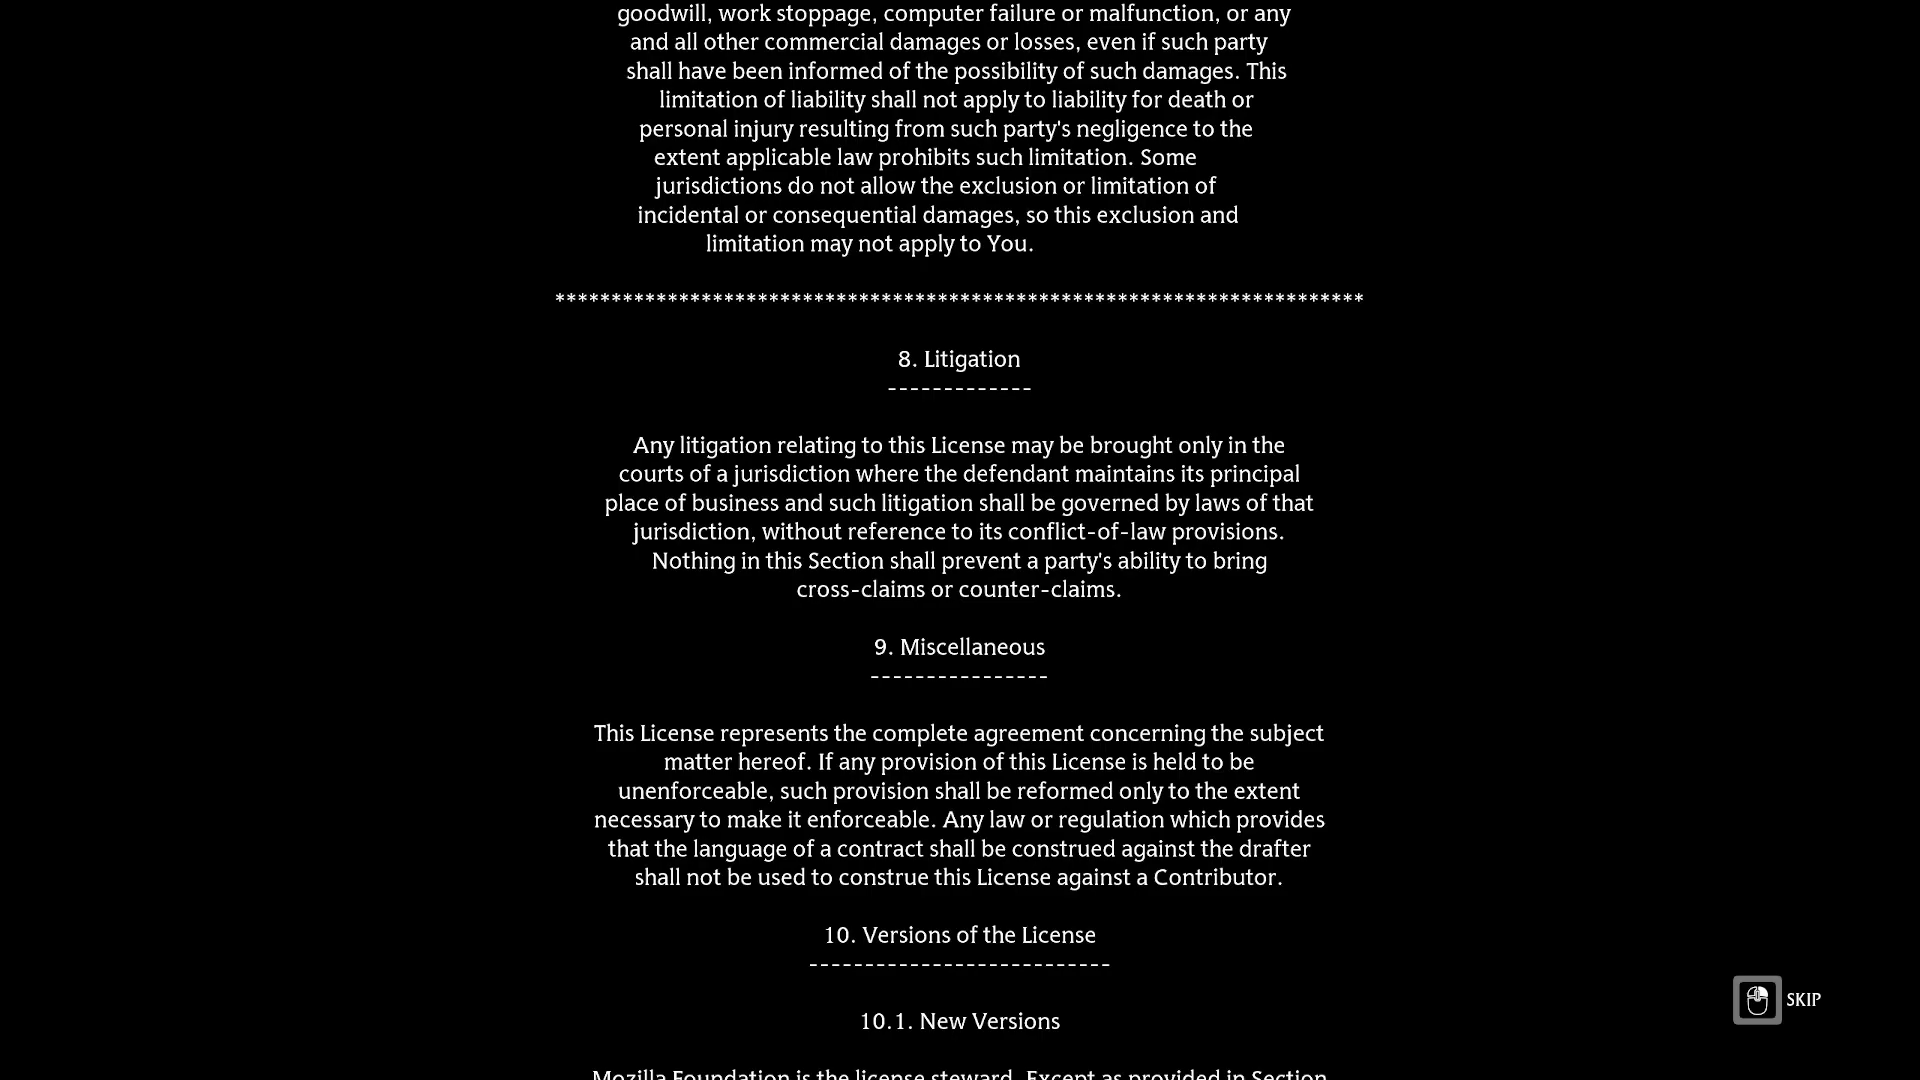 goodwill, work stoppage, computer failure or malfunction, or any
and all other commercial damages or losses, even if such party
shall have been informed of the possibility of such damages. This
limitation of liability shall not apply to liability for death or
personal injury resulting from such party's negligence to the
extent applicable law prohibits such limitation. Some
jurisdictions do not allow the exclusion or limitation of
incidental or consequential damages, so this exclusion and
limitation may not apply to You.
************************************************************************
8. Litigation
-------------
Any litigation relating to this License may be brought only in the
courts of a jurisdiction where the defendant maintains its principal
place of business and such litigation shall be governed by laws of that
jurisdiction, without reference to its conflict-of-law provisions.
Nothing in this Section shall prevent a party's ability to bring
cross-claims or counter-claims.
9. Miscellaneous
----------------
This License represents the complete agreement concerning the subject
matter hereof. If any provision of this License is held to be
unenforceable, such provision shall be reformed only to the extent
necessary to make it enforceable. Any law or regulation which provides
that the language of a contract shall be construed against the drafter
shall not be used to construe this License against a Contributor.
10. Versions of the License
---------------------------
10.1. New Versions
Mozilla Foundation is the license steward. Except as provided in Section
SKIP